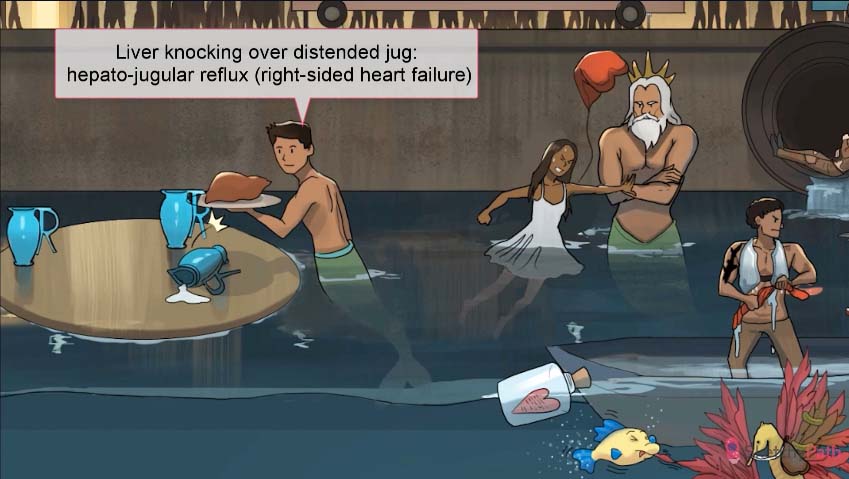 Liver knocking over distended jug:
hepato-jugular reflux (right-sided heart failure)